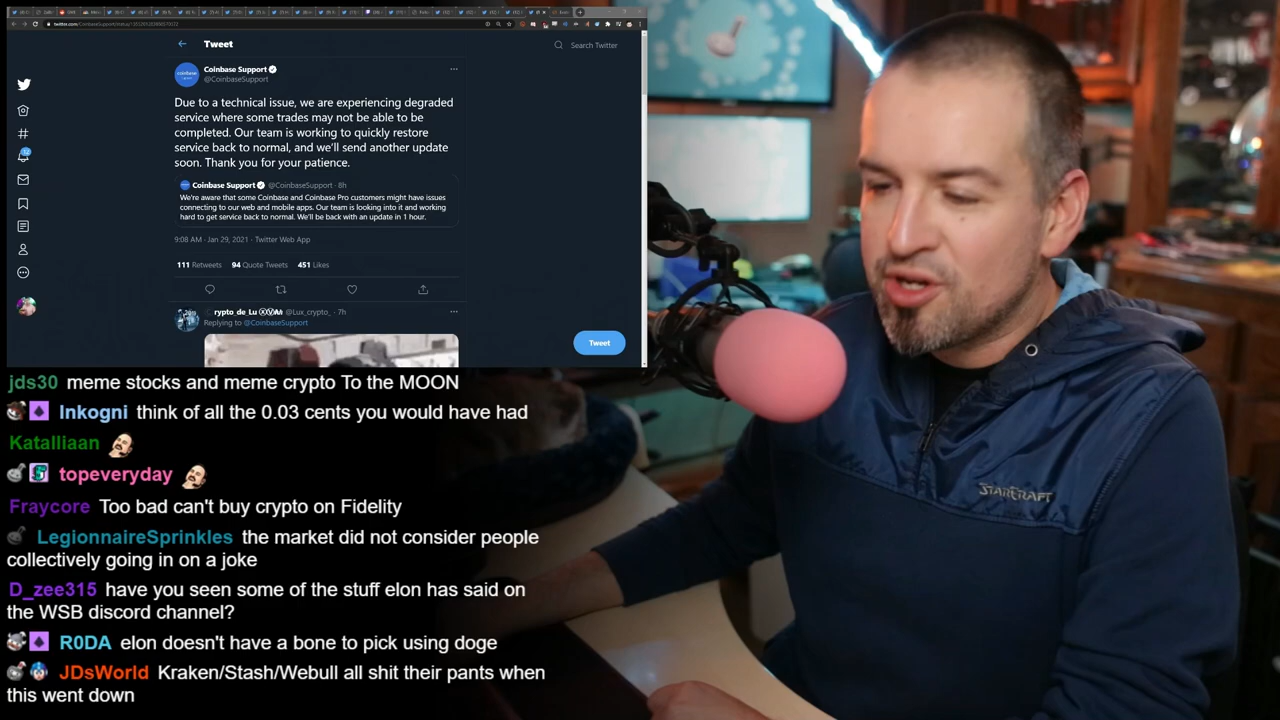 twitter.com/CoinbaseSupport/status/
Tweet
Search Twitter
Coinbase Support
@CoinbaseSupport
Due to a technical issue, we are experiencing degraded
service where some trades may not be able to be
completed. Our team is working to quickly restore
service back to normal, and we'll send another update
soon. Thank you for your patience.
Coinbase Support @CoinbaseSupport · 8h
We're aware that some Coinbase and Coinbase Pro customers might have issues
connecting to our web and mobile apps. Our team is looking into it and working
hard to get service back to normal. We'll be back with an update in 1 hour.
9:08 AM · Jan 29, 2021 · Twitter Web App
111 Retweets 94 Quote Tweets 451 Likes
@Lux_crypto_ · 7h
Replying to @CoinbaseSupport
Tweet
jds30 meme stocks and meme crypto To the MOON
Inkogni think of all the 0.03 cents you would have had
Katalliaan
topeveryday
Fraycore Too bad can't buy crypto on Fidelity
LegionnaireSprinkles the market did not consider people
collectively going in on a joke
D_zee315 have you seen some of the stuff elon has said on
the WSB discord channel?
R0DA elon doesn't have a bone to pick using doge
JDsWorld Kraken/Stash/Webull all shit their pants when
this went down
STARCRAFT